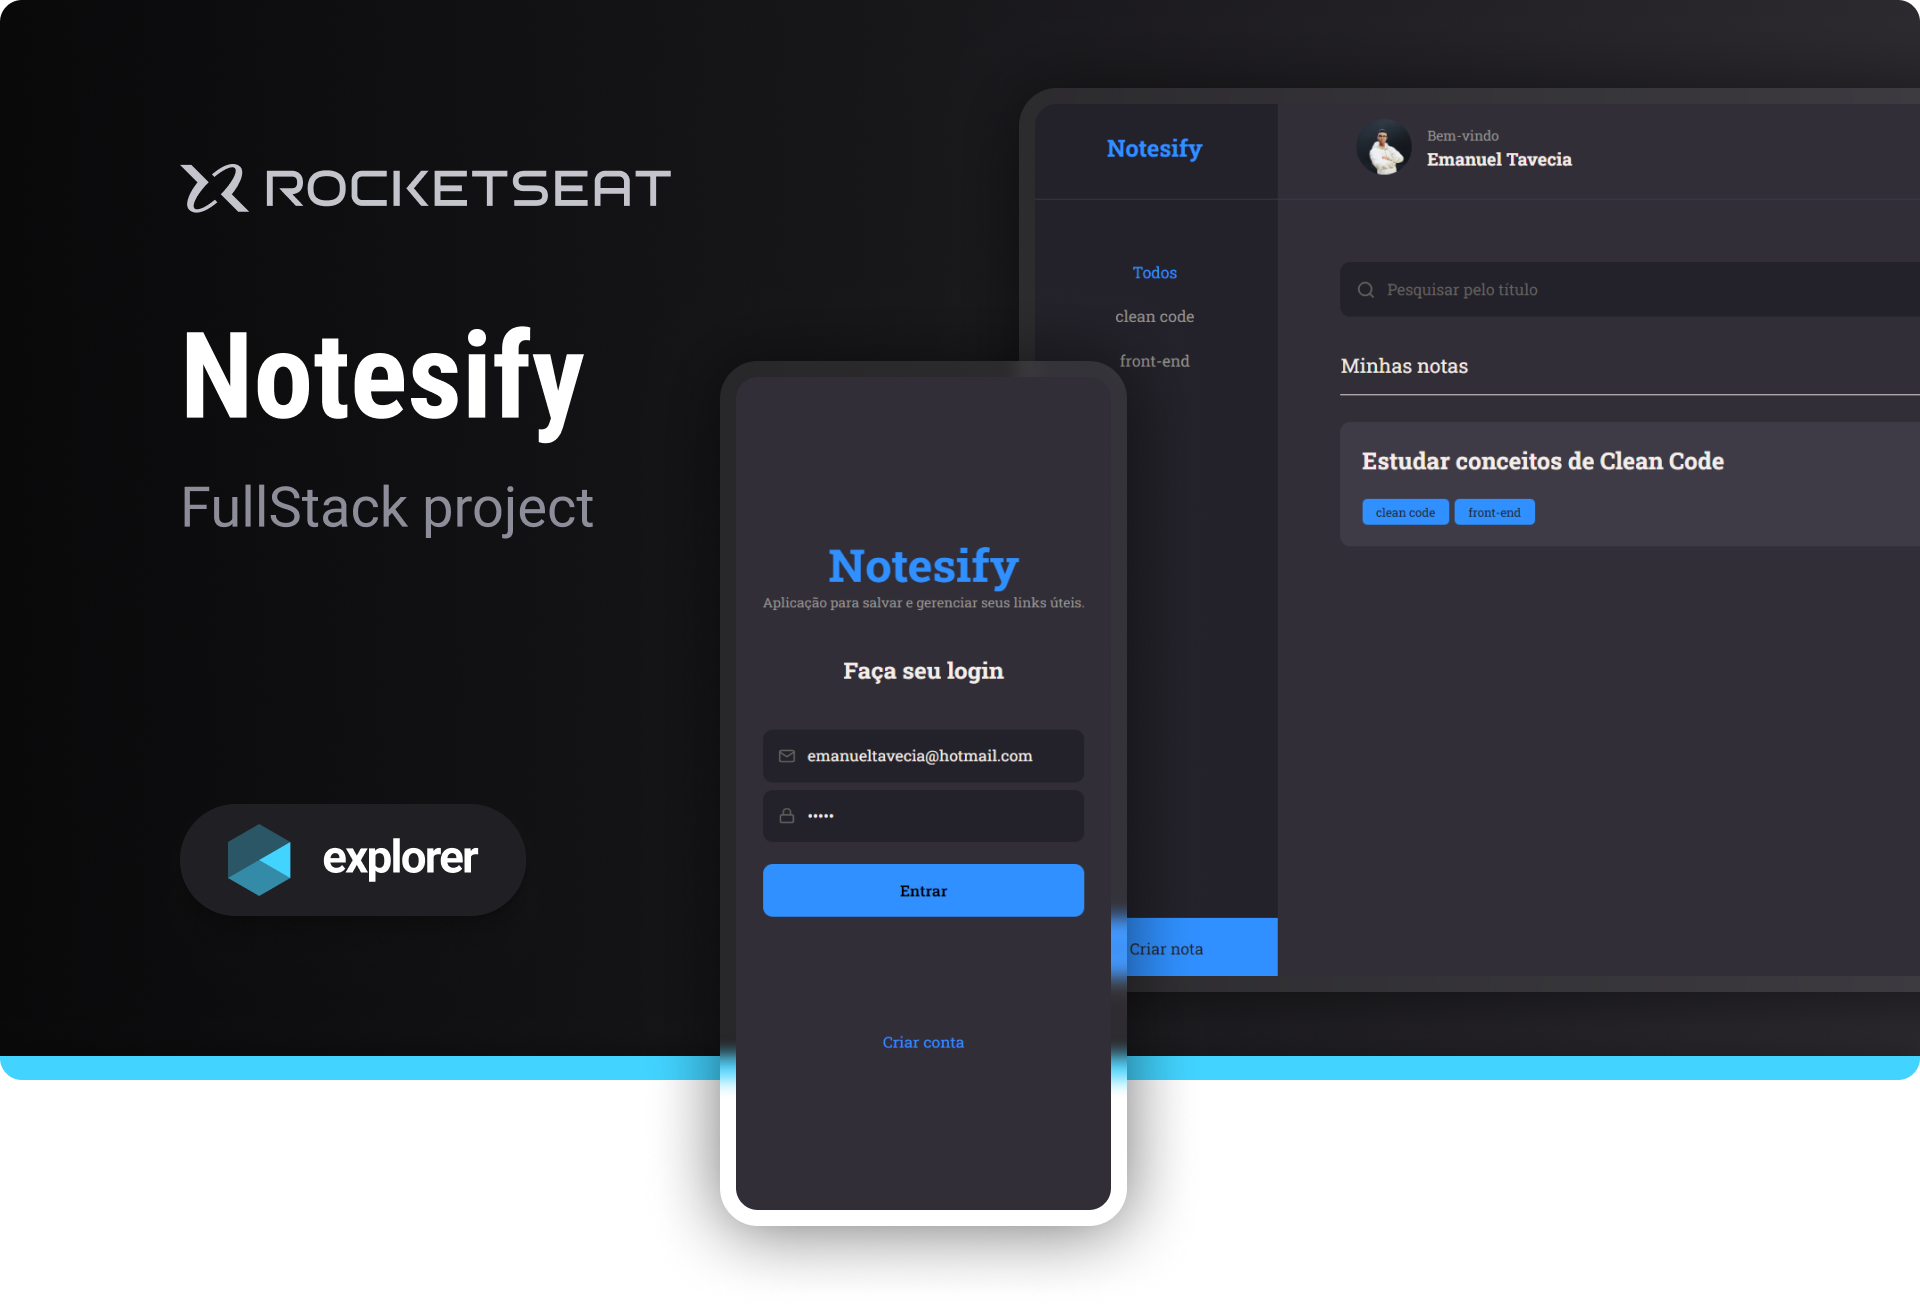 ROCKETSEAT
Notesify
FullStack project
explorer
Notesify
Bem-vindo
Emanuel Tavecia
Todos
clean code
front-end
Criar nota
Pesquisar pelo título
Minhas notas
Estudar conceitos de Clean Code
clean code front-end
Notesify
Aplicação para salvar e gerenciar seus links úteis.
Faça seu login
emanueltavecia@hotmail.com
•••••
Entrar
Criar conta